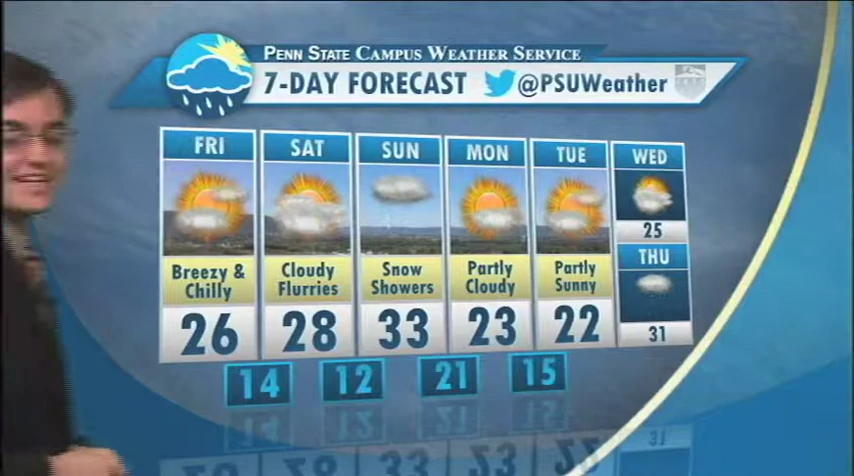 PENN STATE CAMPUS WEATHER SERVICE
7-DAY FORECAST @PSUWEATHER
FRI SAT SUN MON TUE WED
25
THU
31
Breezy & Chilly
Cloudy Flurries
Snow Showers
Partly Cloudy
Partly Sunny
26 28 33 23 22
14 12 21 15